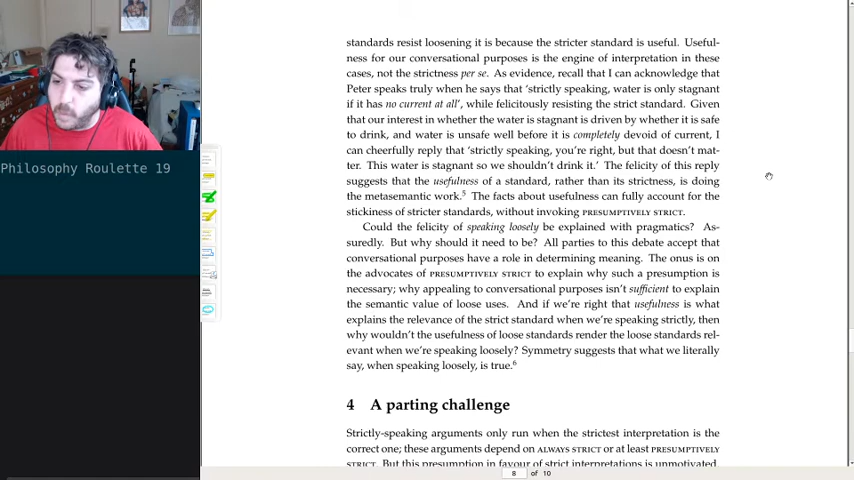 standards resist loosening it is because the stricter standard is useful. Useful-
ness for our conversational purposes is the engine of interpretation in these
cases, not the strictness per se. As evidence, recall that I can acknowledge that
Peter speaks truly when he says that ‘strictly speaking, water is only stagnant
if it has no current at all’, while felicitously resisting the strict standard. Given
that our interest in whether the water is stagnant is driven by whether it is safe
to drink, and water is unsafe well before it is completely devoid of current, I
can cheerfully reply that ‘strictly speaking, you’re right, but that doesn’t mat-
ter. This water is stagnant so we shouldn’t drink it.’ The felicity of this reply
suggests that the usefulness of a standard, rather than its strictness, is doing
the metasemantic work.5 The facts about usefulness can fully account for the
stickiness of stricter standards, without invoking PRESUMPTIVELY STRICT.
Could the felicity of speaking loosely be explained with pragmatics? As-
suredly. But why should it need to be? All parties to this debate accept that
conversational purposes have a role in determining meaning. The onus is on
the advocates of PRESUMPTIVELY STRICT to explain why such a presumption is
necessary; why appealing to conversational purposes isn’t sufficient to explain
the semantic value of loose uses. And if we’re right that usefulness is what
explains the relevance of the strict standard when we’re speaking strictly, then
why wouldn’t the usefulness of loose standards render the loose standards rel-
evant when we’re speaking loosely? Symmetry suggests that what we literally
say, when speaking loosely, is true.6
4 A parting challenge
Strictly-speaking arguments only run when the strictest interpretation is the
correct one; these arguments depend on ALWAYS STRICT or at least PRESUMPTIVELY
STRICT. But this presumption in favour of strict interpretations is unmotivated.
Philosophy Roulette 19
8 of 10